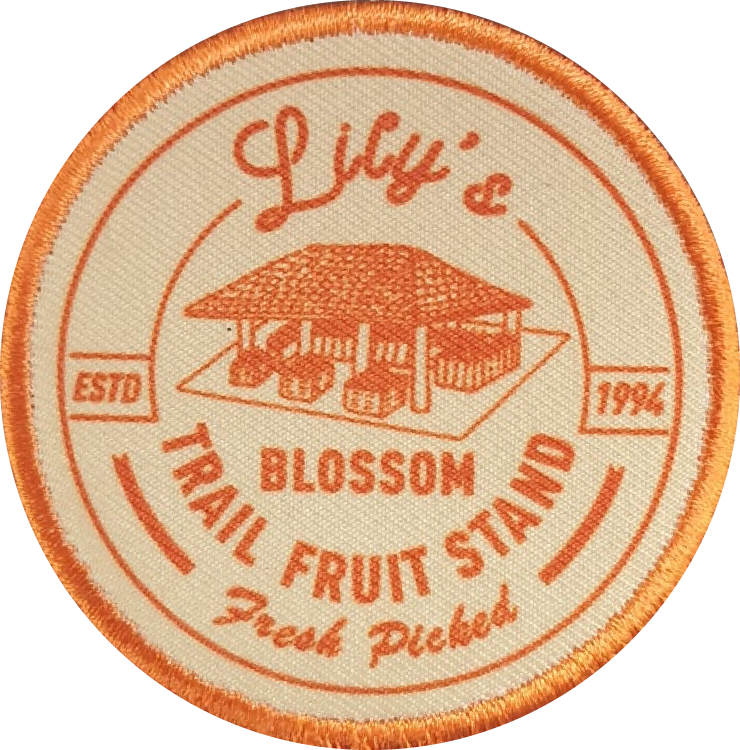 Lily's
ESTD
1994
BLOSSOM
TRAIL FRUIT STAND
Fresh Picked